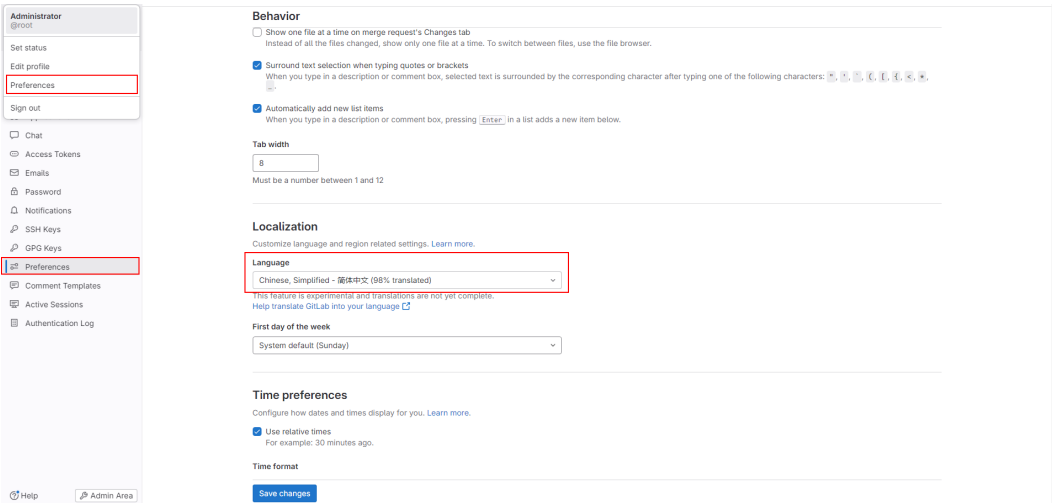 Administrator
@root
Set status
Edit profile
Preferences
Sign out
Chat
Access Tokens
Emails
Password
Notifications
SSH Keys
GPG Keys
Preferences
Comment Templates
Active Sessions
Authentication Log
Help
Admin Area
Behavior
Show one file at a time on merge request's Changes tab
Instead of all the files changed, show only one file at a time. To switch between files, use the file browser.
Surround text selection when typing quotes or brackets
When you type in a description or comment box, selected text is surrounded by the corresponding character after typing one of the following characters: ", ', `, (, [, {, <, *,
_.
Automatically add new list items
When you type in a description or comment box, pressing Enter in a list adds a new item below.
Tab width
8
Must be a number between 1 and 12
Localization
Customize language and region related settings. Learn more.
Language
Chinese, Simplified - 简体中文 (98% translated)
This feature is experimental and translations are not yet complete.
Help translate GitLab into your language
First day of the week
System default (Sunday)
Time preferences
Configure how dates and times display for you. Learn more.
Use relative times
For example: 30 minutes ago.
Time format
Save changes